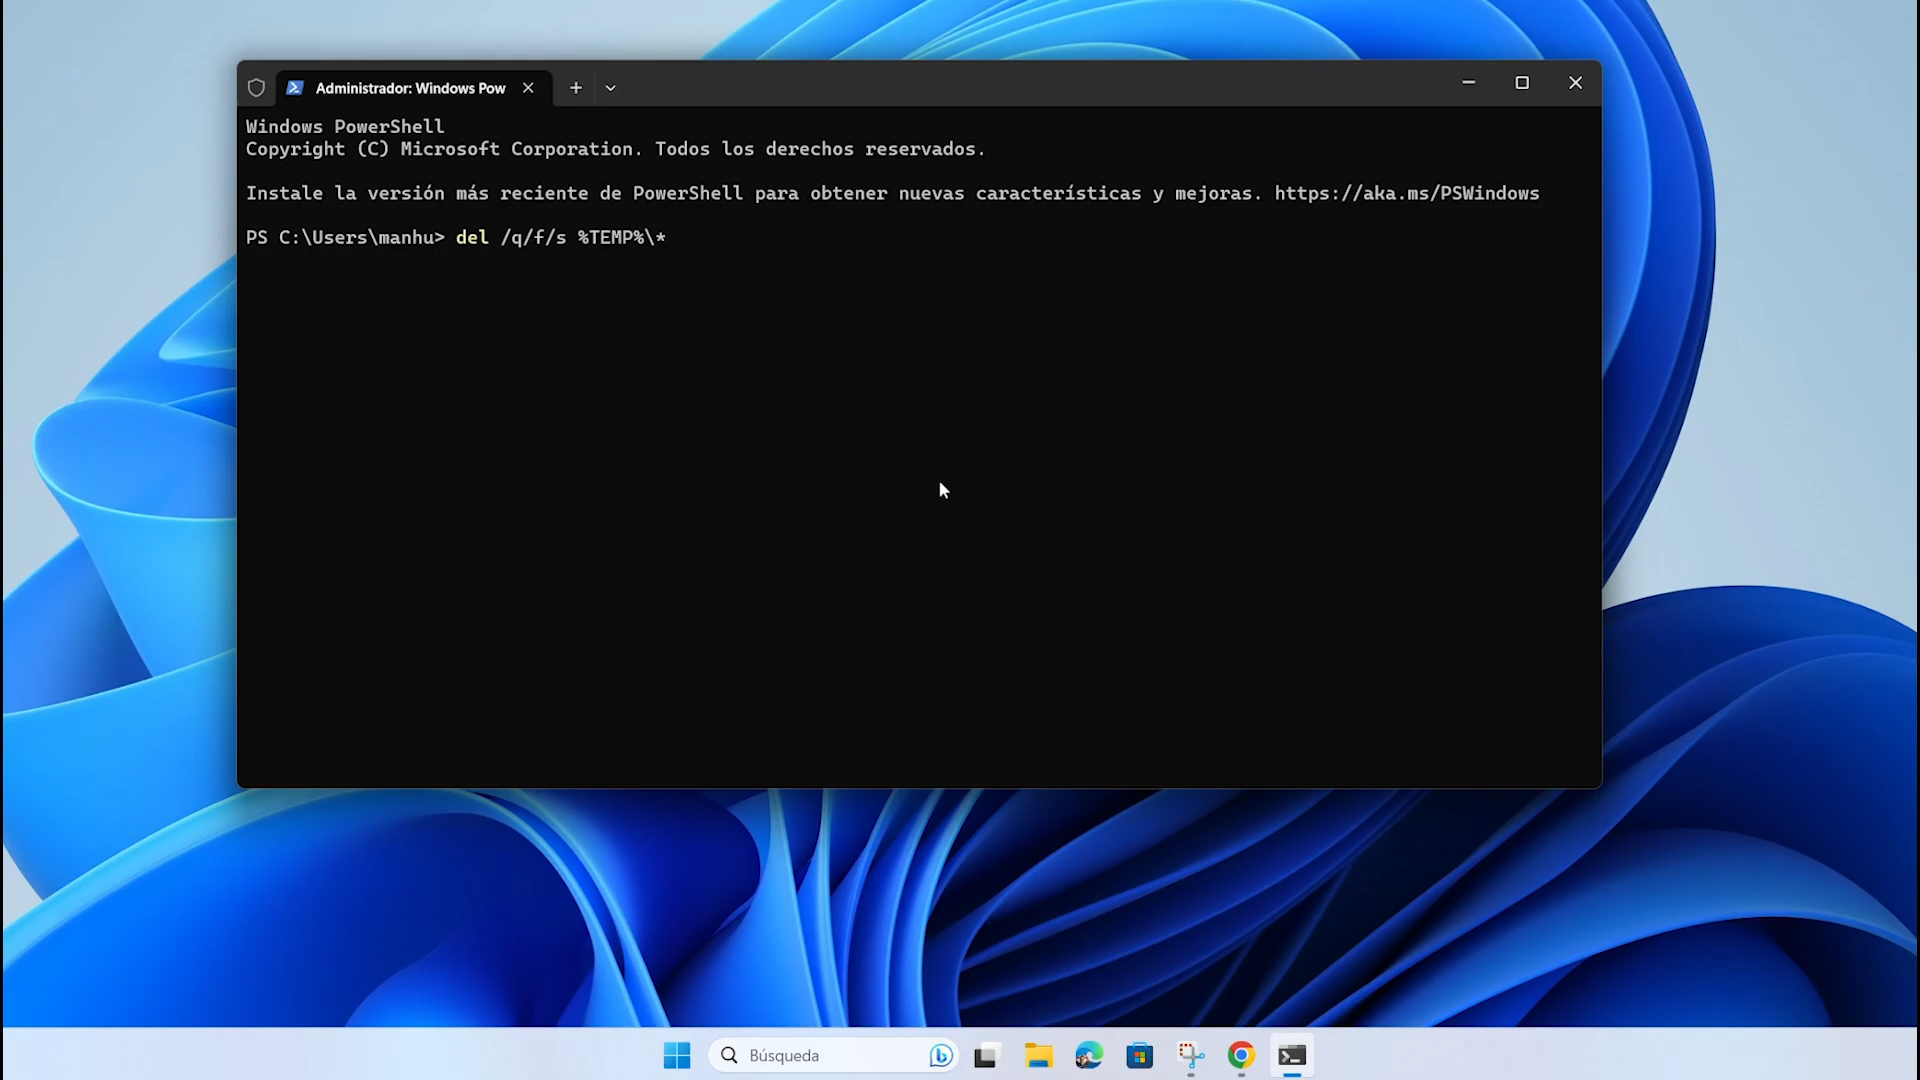 Administrador: Windows Pow
Windows PowerShell
Copyright (C) Microsoft Corporation. Todos los derechos reservados.
Instale la versión más reciente de PowerShell para obtener nuevas características y mejoras. https://aka.ms/PSWindows
PS C:\Users\manhu> del /q/f/s %TEMP%\*
Búsqueda